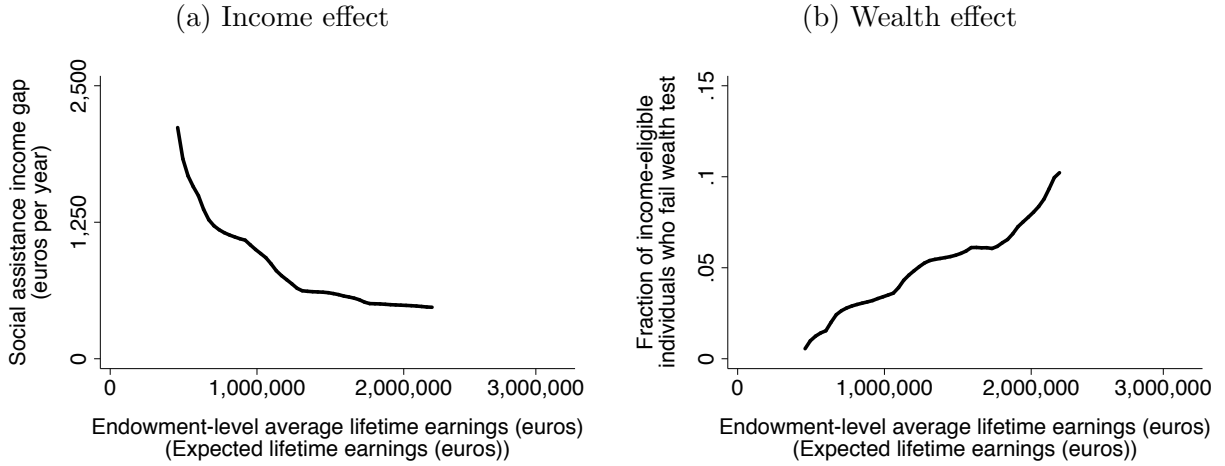 (a) Income effect
Social assistance income gap
(euros per year)
2,500
1,250
0
0 1,000,000 2,000,000 3,000,000
Endowment-level average lifetime earnings (euros)
(Expected lifetime earnings (euros))
(b) Wealth effect
Fraction of income-eligible
individuals who fail wealth test
.15
.1
.05
0
0 1,000,000 2,000,000 3,000,000
Endowment-level average lifetime earnings (euros)
(Expected lifetime earnings (euros))